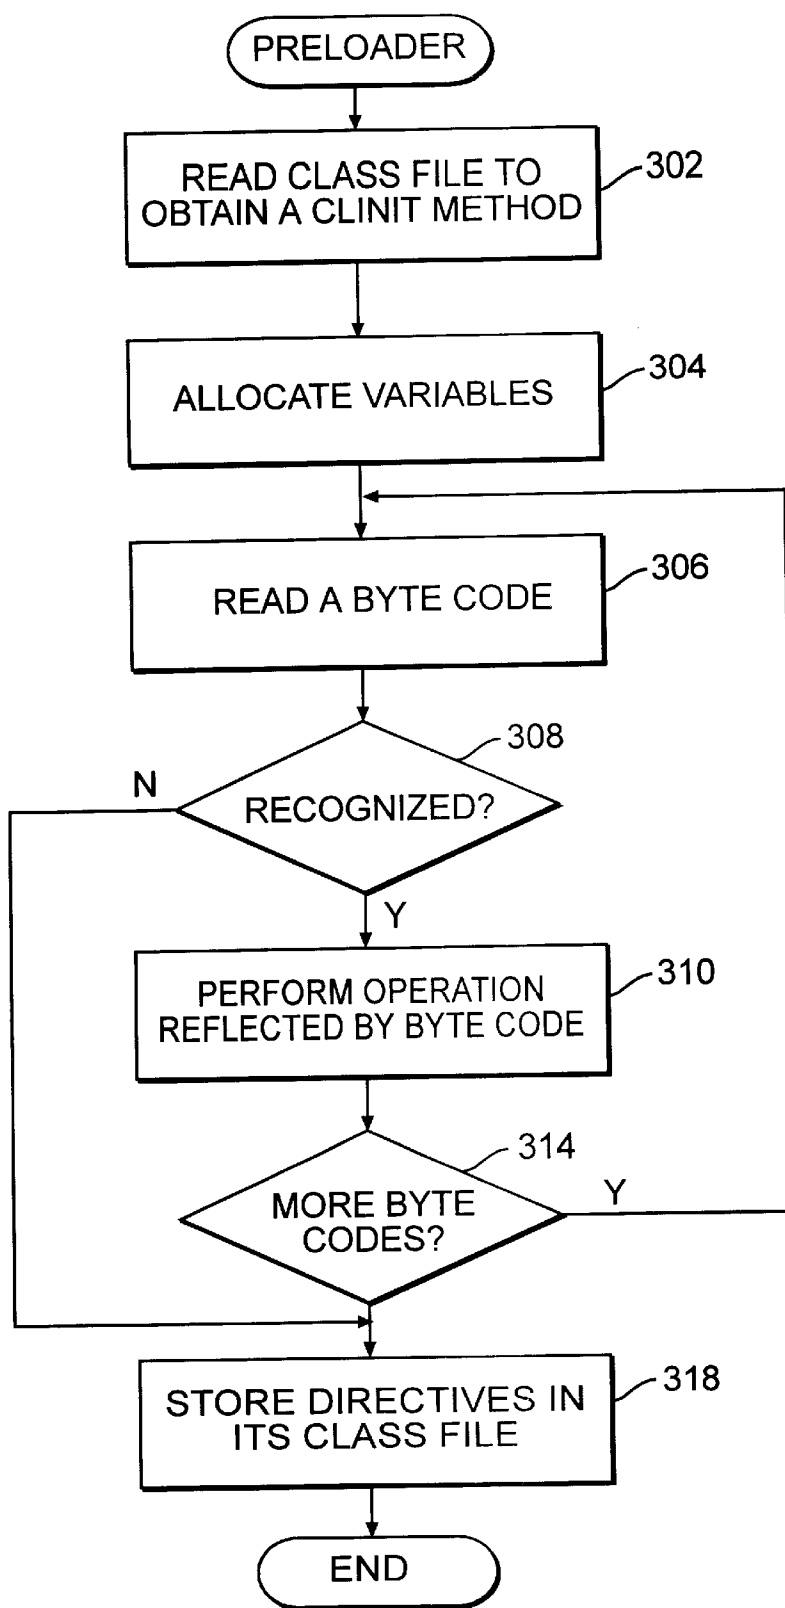 PRELOADER
READ CLASS FILE TO
OBTAIN A CLINIT METHOD
302
ALLOCATE VARIABLES
304
READ A BYTE CODE
306
308
N
RECOGNIZED?
Y
PERFORM OPERATION
REFLECTED BY BYTE CODE
310
314
MORE BYTE
CODES?
Y
STORE DIRECTIVES IN
ITS CLASS FILE
318
END